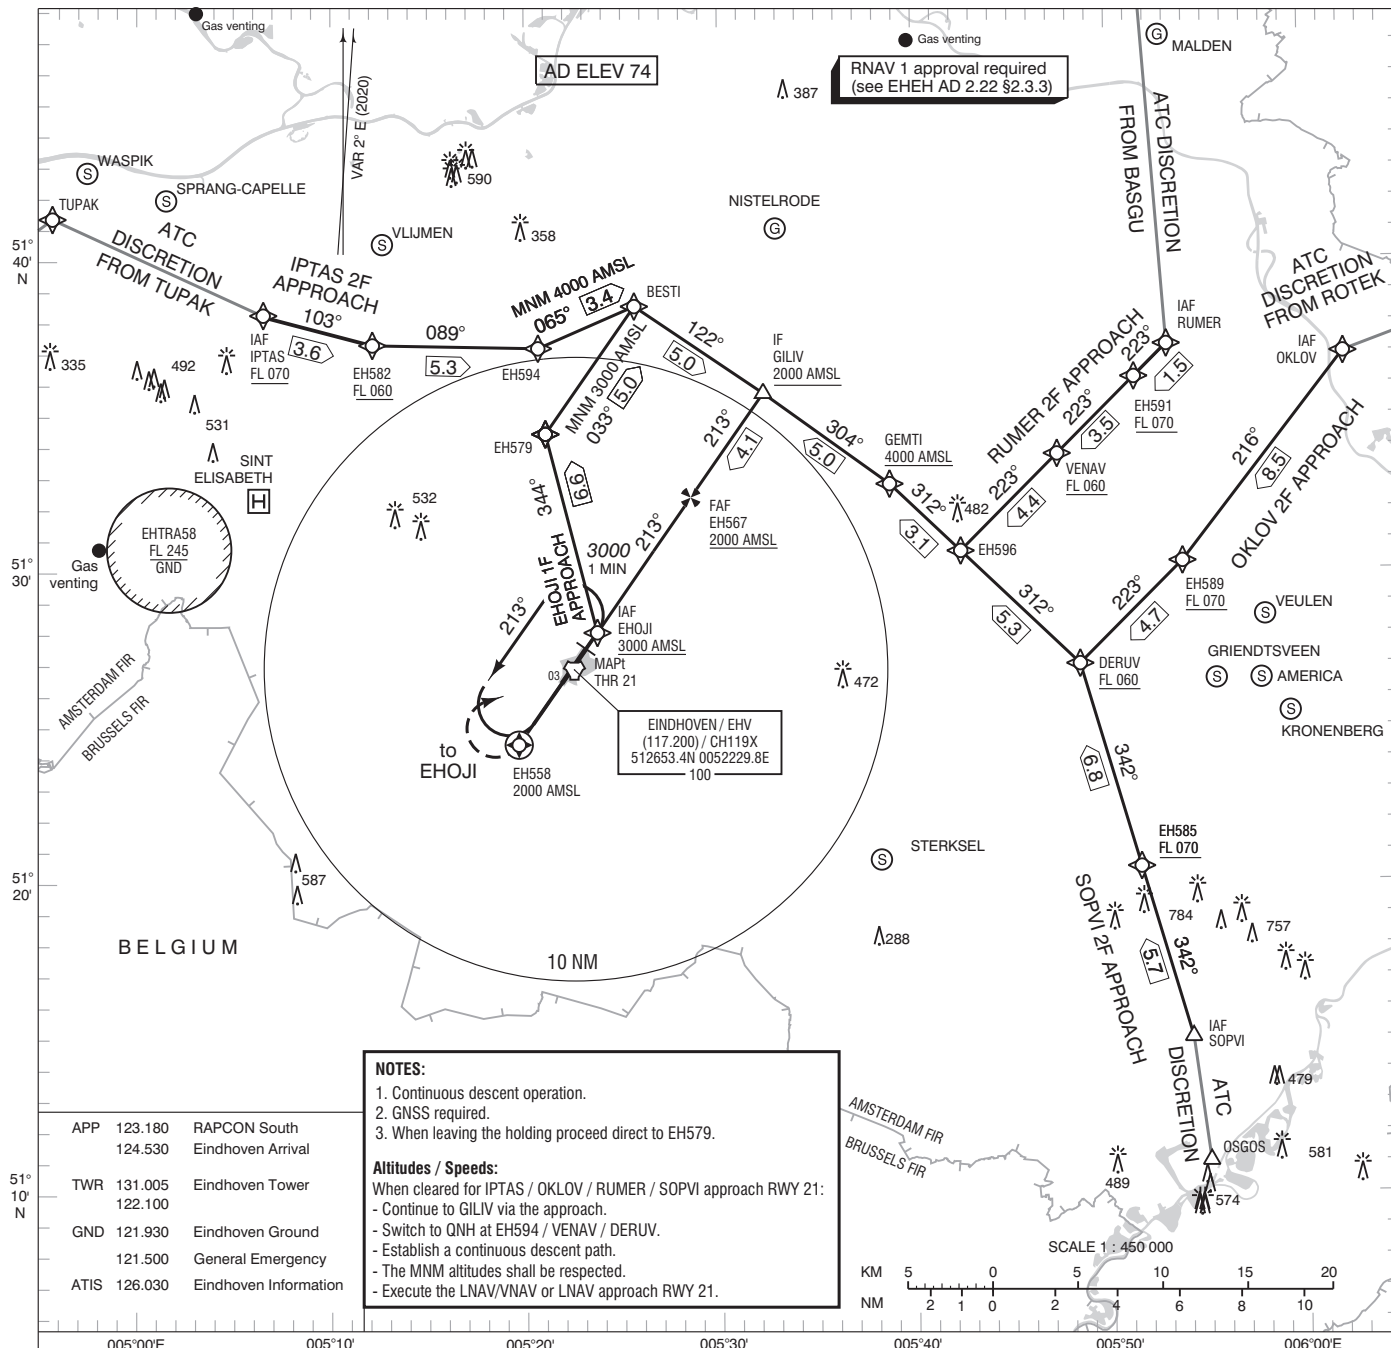 Gas venting
Gas venting
MALDEN
AD ELEV 74
RNAV 1 approval required
(see EHEH AD 2.22 §2.3.3)
387
VAR 2° E (2020)
ATC DISCRETION
FROM BASGU
WASPIK
590
SPRANG-CAPELLE
TUPAK
NISTELRODE
VLIJMEN
358
ATC
DISCRETION
FROM TUPAK
IPTAS 2F
APPROACH
51°
40'
N
ATC
DISCRETION
FROM ROTEK
MNM 4000 AMSL
065°
3.4
BESTI
103°
3.6
089°
5.3
IAF
IPTAS
FL 070
EH582
FL 060
EH594
335
492
531
MNM 3000 AMSL
033°
5.0
122°
5.0
IF
GILIV
2000 AMSL
IAF
RUMER
IAF
OKLOV
RUMER 2F APPROACH
223°
1.5
EH591
FL 070
223°
3.5
VENAV
FL 060
223°
4.4
216°
8.5
OKLOV 2F APPROACH
EH579
213°
4.1
304°
5.0
GEMTI
4000 AMSL
312°
3.1
482
EH596
SINT
ELISABETH
H
344°
6.6
532
FAF
EH567
2000 AMSL
213°
EHTRA58
FL 245
GND
Gas
venting
51°
30'
3000
1 MIN
EHOJI 1F
APPROACH
213°
IAF
EHOJI
3000 AMSL
MAPt
THR 21
03
312°
5.3
223°
4.7
EH589
FL 070
VEULEN
GRIENDTSVEEN
AMERICA
KRONENBERG
DERUV
FL 060
472
AMSTERDAM FIR
BRUSSELS FIR
EINDHOVEN / EHV
(117.200) / CH119X
512653.4N 0052229.8E
100
to
EHOJI
EH558
2000 AMSL
342°
6.8
EH585
FL 070
STERKSEL
587
51°
20'
784
757
288
SOPVI 2F APPROACH
342°
5.7
BELGIUM
10 NM
IAF
SOPVI
ATC
DISCRETION
479
OSGOS
581
489
574
AMSTERDAM FIR
BRUSSELS FIR
NOTES:
1. Continuous descent operation.
2. GNSS required.
3. When leaving the holding proceed direct to EH579.
Altitudes / Speeds:
When cleared for IPTAS / OKLOV / RUMER / SOPVI approach RWY 21:
- Continue to GILIV via the approach.
- Switch to QNH at EH594 / VENAV / DERUV.
- Establish a continuous descent path.
- The MNM altitudes shall be respected.
- Execute the LNAV/VNAV or LNAV approach RWY 21.
APP 123.180 RAPCON South
124.530 Eindhoven Arrival
TWR 131.005 Eindhoven Tower
122.100
GND 121.930 Eindhoven Ground
121.500 General Emergency
ATIS 126.030 Eindhoven Information
51°
10'
N
SCALE 1 : 450 000
KM 5 0 5 10 15 20
NM 2 1 0 2 4 6 8 10
005°00'E 005°10' 005°20' 005°30' 005°40' 005°50' 006°00'E
S
S
S
G
G
S
S
S
S
S